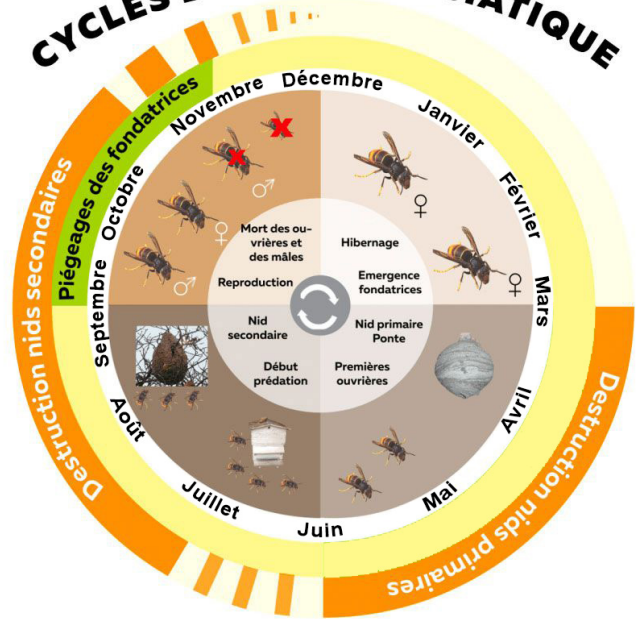 CYCLES
Piégeages des fondatrices
Destruction nids secondaires
Destruction nids primaires
Décembre
Janvier
Février
Mars
Avril
Mai
Juin
Juillet
Août
Septembre
Octobre
Novembre
Mort des ou-
vrières et
des mâles
Reproduction
Hibernage
Emergence
fondatrices
Nid
secondaire
Début
prédation
Nid primaire
Ponte
Premières
ouvrières